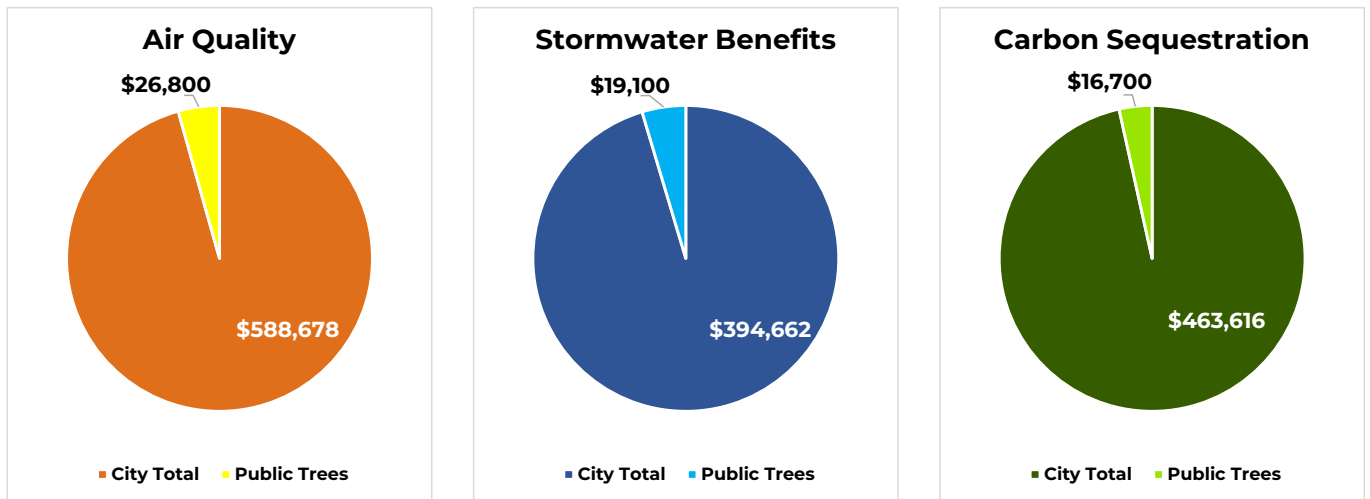 Air Quality
$26,800
$588,678
City Total Public Trees
Stormwater Benefits
$19,100
$394,662
City Total Public Trees
Carbon Sequestration
$16,700
$463,616
City Total Public Trees